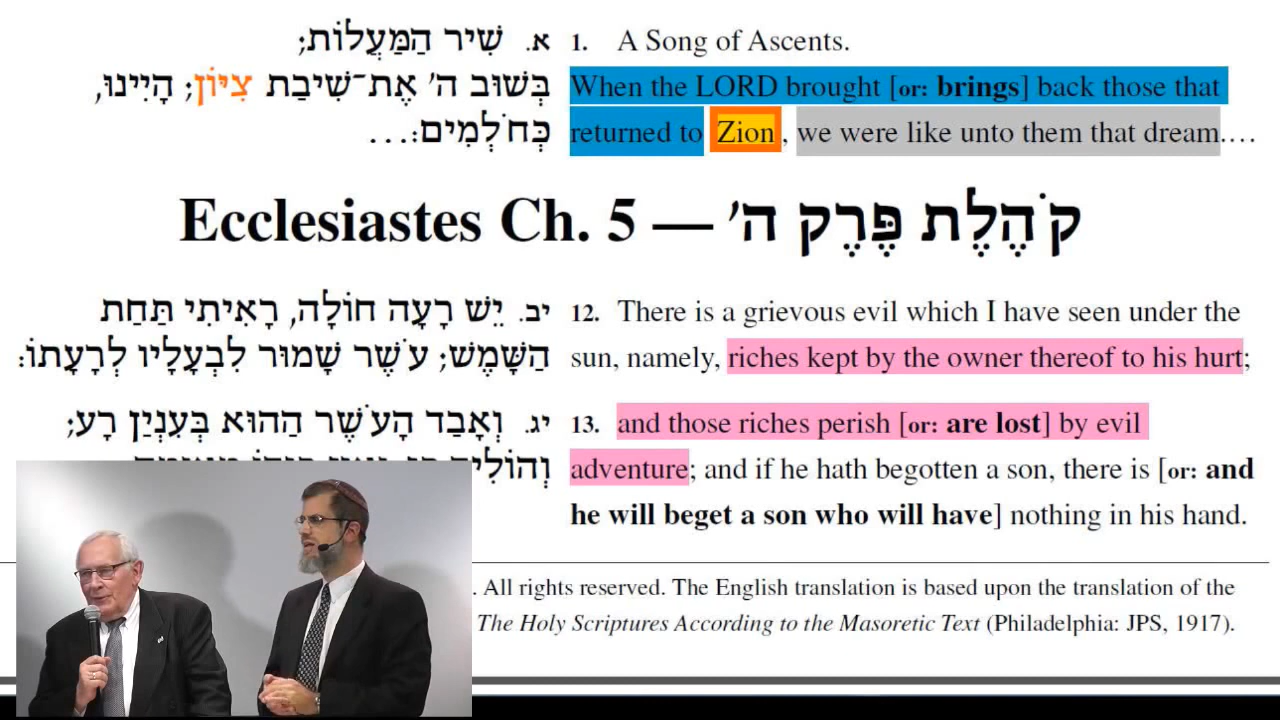 א. שִׁיר הַמַּעֲלוֹת;
בְּשׁוּב ה' אֶת־שִׁיבַת צִיּוֹן; הָיִינוּ,
כְּחֹלְמִים:...
1. A Song of Ascents.
When the LORD brought [or: brings] back those that
returned to Zion, we were like unto them that dream....
Ecclesiastes Ch. 5 — קֹהֶלֶת פֶּרֶק ה'
יב. יֵשׁ רָעָה חוֹלָה, רָאִיתִי תַּחַת
הַשָּׁמֶשׁ; עֹשֶׁר שָׁמוּר לִבְעָלָיו לְרָעָתוֹ:
12. There is a grievous evil which I have seen under the
sun, namely, riches kept by the owner thereof to his hurt;
יג. וְאָבַד הָעֹשֶׁר הַהוּא בְּעִנְיַן רָע;
13. and those riches perish [or: are lost] by evil
adventure; and if he hath begotten a son, there is [or: and
he will beget a son who will have] nothing in his hand.
. All rights reserved. The English translation is based upon the translation of the
The Holy Scriptures According to the Masoretic Text (Philadelphia: JPS, 1917).